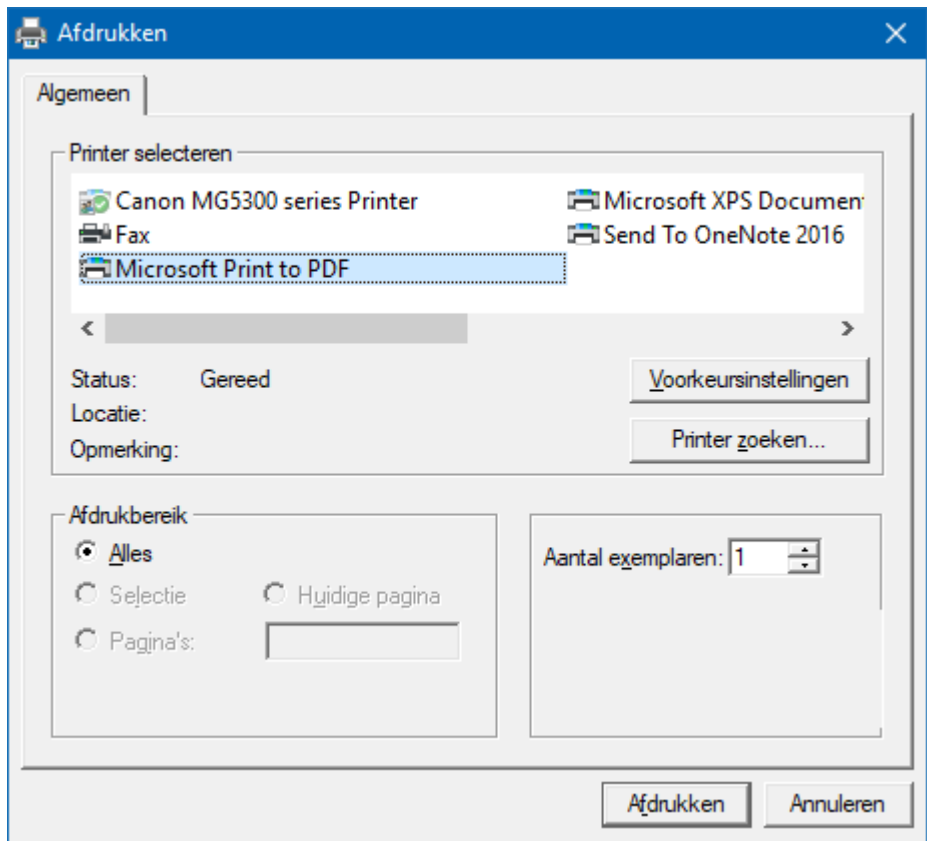 Afdrukken
Algemeen
Printer selecteren
Canon MG5300 series Printer
Microsoft XPS Documen
Fax
Send To OneNote 2016
Microsoft Print to PDF
Status: Gereed
Voorkeursinstellingen
Locatie:
Printer zoeken...
Opmerking:
Afdrukbereik
Alles
Aantal exemplaren: 1
Selectie
Huidige pagina
Pagina's:
Afdrukken
Annuleren